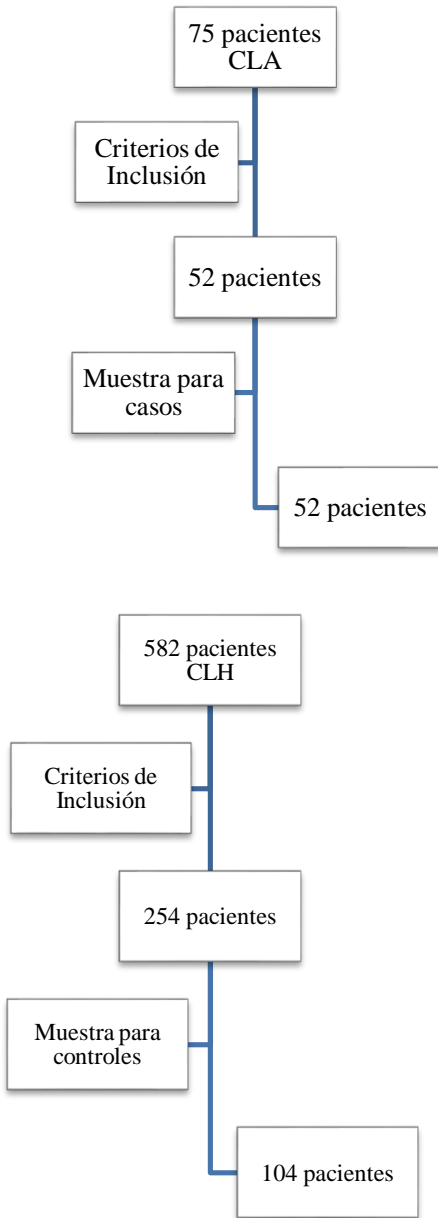 75 pacientes
CLA
Criterios de
Inclusión
52 pacientes
Muestra para
casos
52 pacientes
582 pacientes
CLH
Criterios de
Inclusión
254 pacientes
Muestra para
controles
104 pacientes